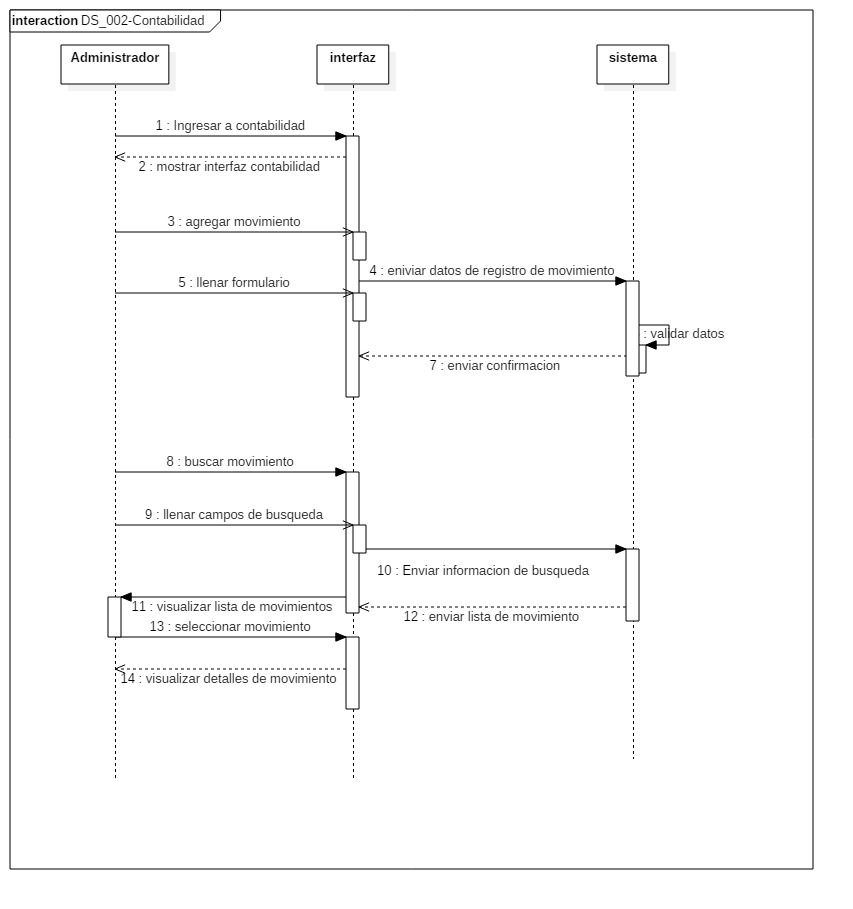 interaction DS_002-Contabilidad
Administrador
interfaz
sistema
1 : Ingresar a contabilidad
2 : mostrar interfaz contabilidad
3 : agregar movimiento
4 : eniviar datos de registro de movimiento
5 : llenar formulario
: validar datos
7 : enviar confirmacion
8 : buscar movimiento
9 : llenar campos de busqueda
10 : Enviar informacion de busqueda
11 : visualizar lista de movimientos
12 : enviar lista de movimiento
13 : seleccionar movimiento
14 : visualizar detalles de movimiento